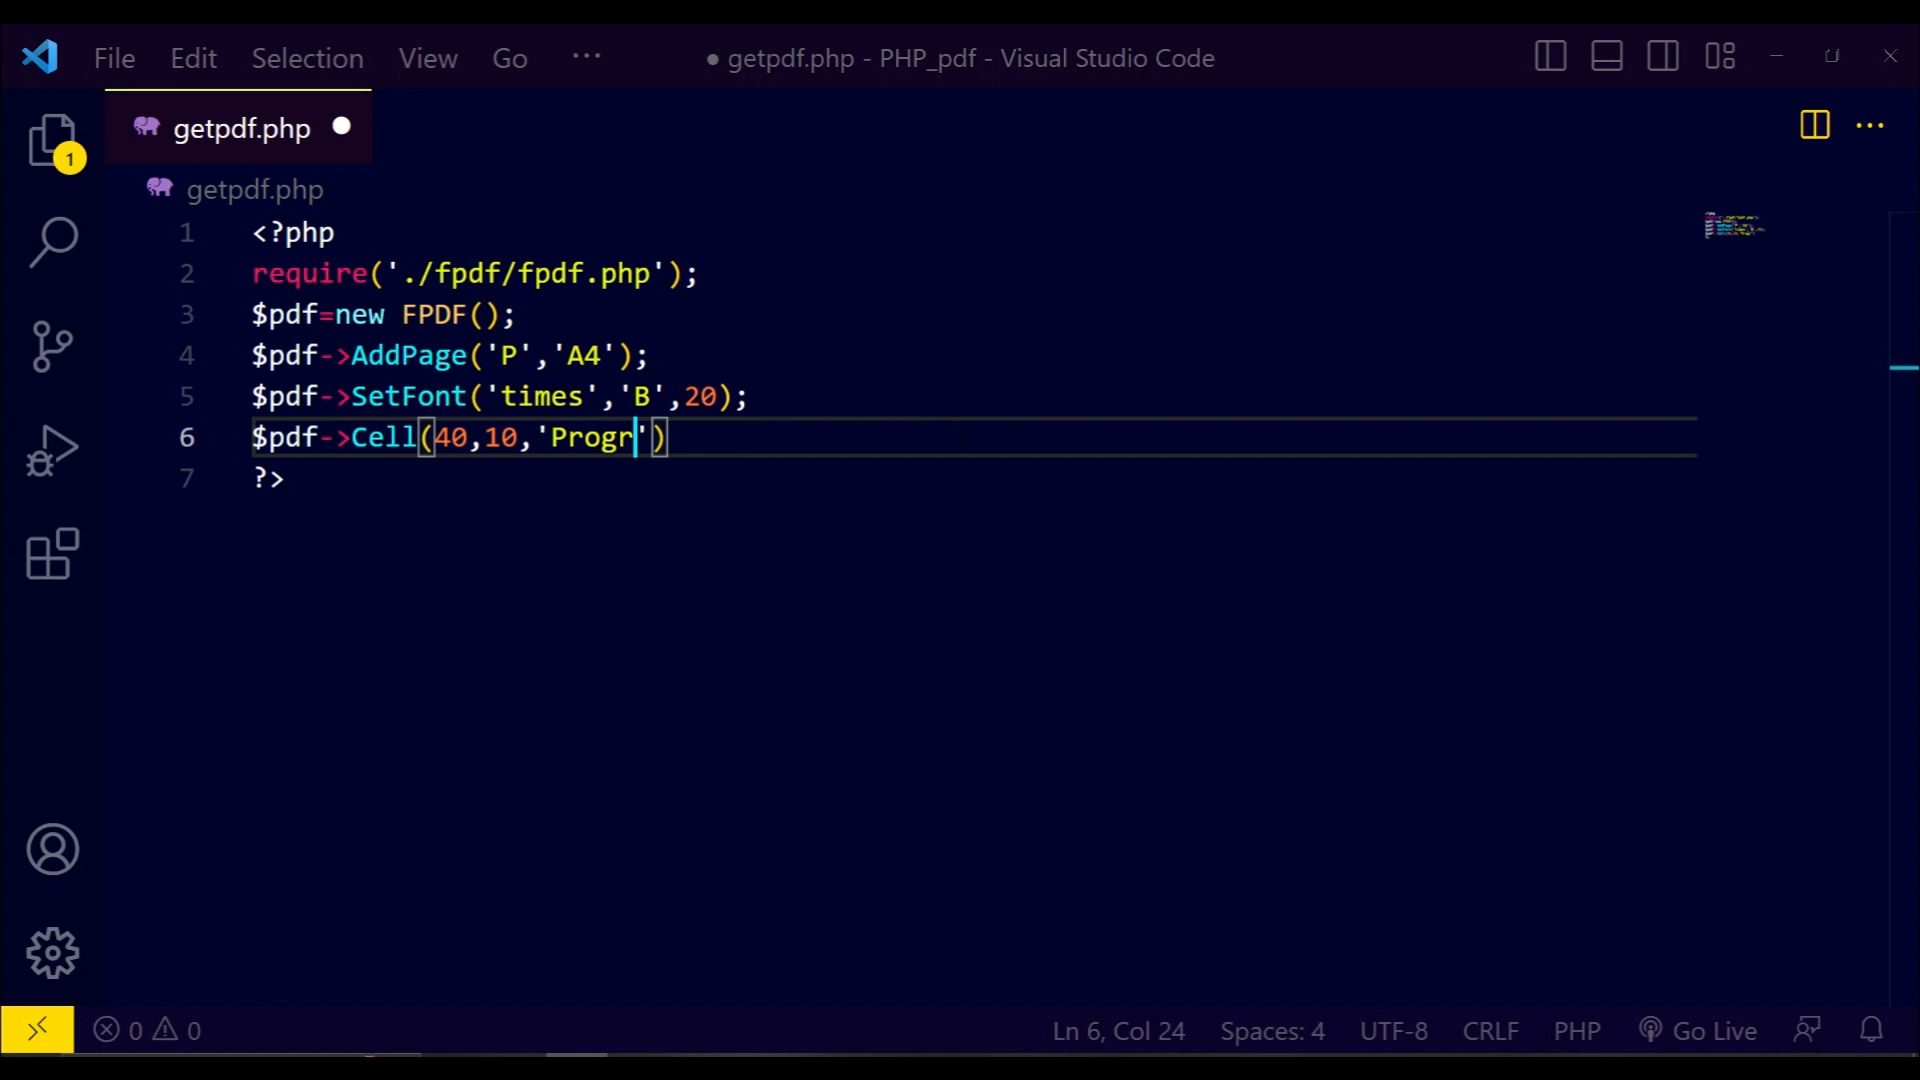 File Edit Selection View Go ··· ● getpdf.php - PHP_pdf - Visual Studio Code
getpdf.php ●
1
getpdf.php
1 <?php
2 require('./fpdf/fpdf.php');
3 $pdf=new FPDF();
4 $pdf->AddPage('P','A4');
5 $pdf->SetFont('times','B',20);
6 $pdf->Cell(40,10,'Progr')
7 ?>
0 0 Ln 6, Col 24 Spaces: 4 UTF-8 CRLF PHP Go Live